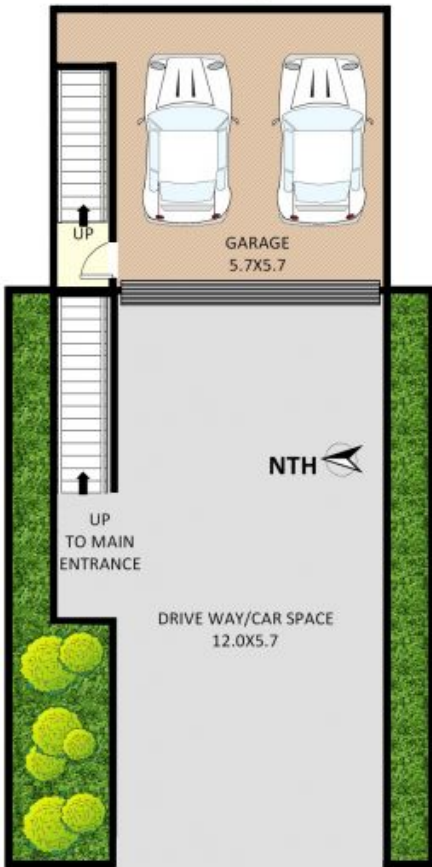 UP
GARAGE
5.7X5.7
NTH
UP
TO MAIN
ENTRANCE
DRIVE WAY/CAR SPACE
12.0X5.7